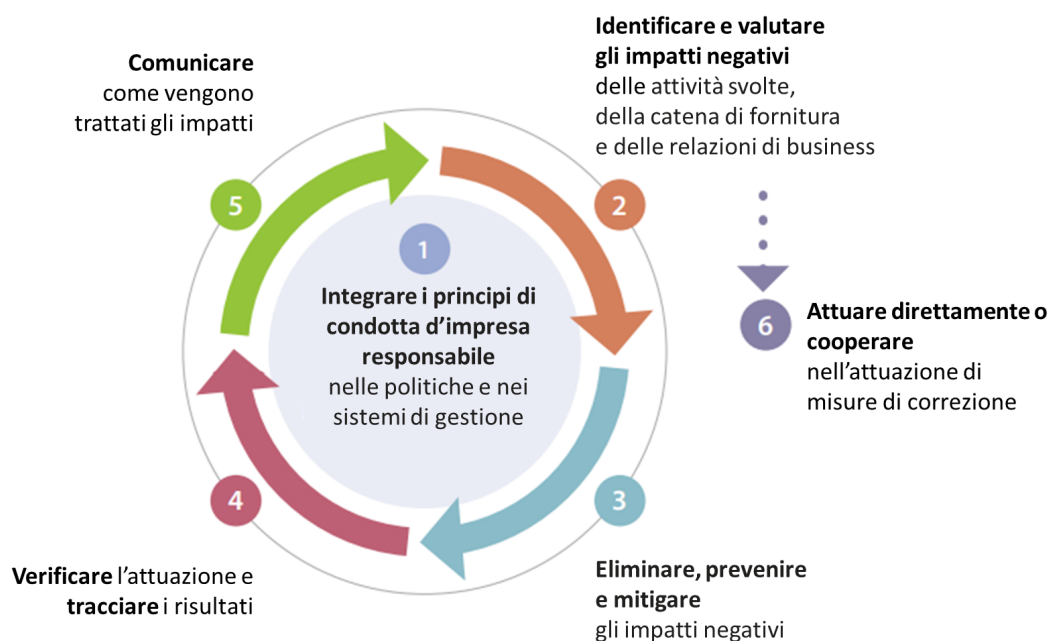 1
Integrare i principi di
condotta d’impresa
responsabile
nelle politiche e nei
sistemi di gestione
Identificare e valutare
gli impatti negativi
delle attività svolte,
della catena di fornitura
e delle relazioni di business
2
3
Eliminare, prevenire
e mitigare
gli impatti negativi
4
Verificare l’attuazione e
tracciare i risultati
5
Comunicare
come vengono
trattati gli impatti
6
Attuare direttamente o
cooperare
nell’attuazione di
misure di correzione